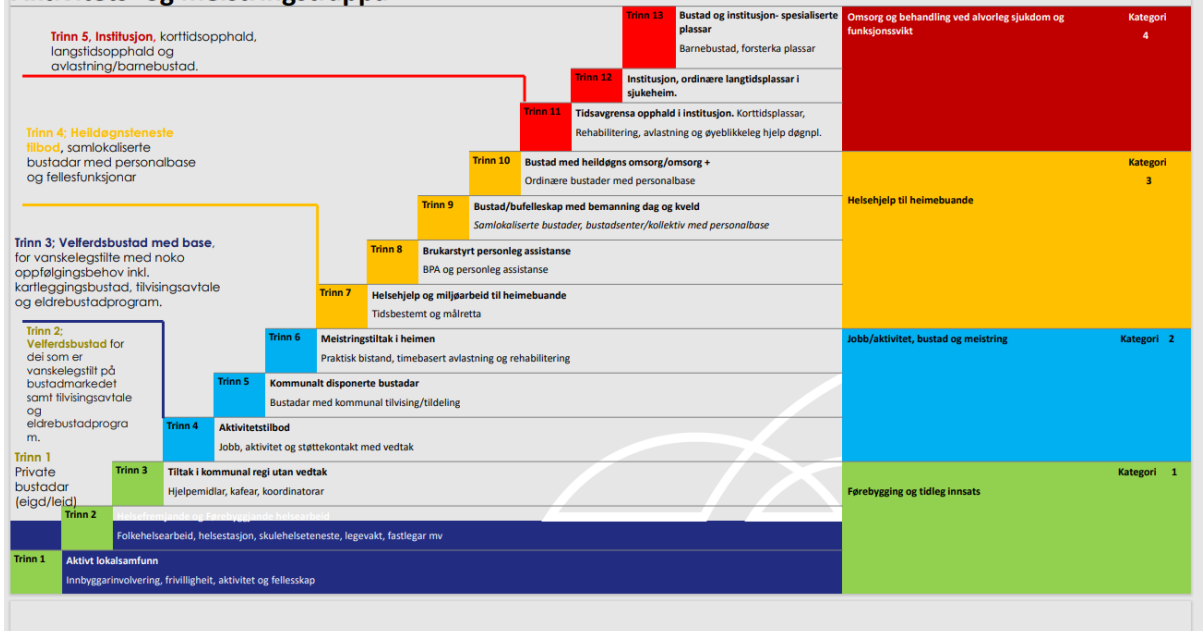 Trinn 13
Bustad og institusjon- spesialiserte
plassar
Barnebustad, forsterka plassar
Omsorg og behandling ved alvorleg sjukdom og
funksjonssvikt
Kategori
4
Trinn 5, Institusjon, korttidsopphald,
langstidsopphald og
avlastning/barnebustad.
Trinn 12
Institusjon, ordinære langtidsplassar i
sjukeheim.
Trinn 11
Tidsavgrensa opphald i institusjon. Korttidsplassar,
Rehabilitering, avlastning og øyeblikkeleg hjelp døgnpl.
Trinn 4; Heildøgnsteneste
tilbod, samlokaliserte
bustadar med personalbase
og fellesfunksjonar
Trinn 10
Bustad med heildøgns omsorg/omsorg +
Ordinære bustader med personalbase
Kategori
3
Helsehjelp til heimebuande
Trinn 9
Bustad/bufelleskap med bemanning dag og kveld
Samlokaliserte bustader, bustadsenter/kollektiv med personalbase
Trinn 3; Velferdsbustad med base,
for vanskelegstilte med noko
oppfølgingsbehov inkl.
kartleggingsbustad, tilvisingsavtale
og eldrebustadprogram.
Trinn 8
Brukarstyrt personleg assistanse
BPA og personleg assistanse
Trinn 7
Helsehjelp og miljøarbeid til heimebuande
Tidsbestemt og målretta
Trinn 2;
Velferdsbustad for
dei som er
vanskelegstilt på
bustadmarkedet
samt tilvisingsavtale
og
eldrebustadprogra
m.
Trinn 6
Meistringstiltak i heimen
Praktisk bistand, timebasert avlastning og rehabilitering
Jobb/aktivitet, bustad og meistring
Kategori 2
Trinn 5
Kommunalt disponerte bustadar
Bustadar med kommunal tilvising/tildeling
Trinn 4
Aktivitetstilbod
Jobb, aktivitet og støttekontakt med vedtak
Trinn 1
Private
bustadar
(eigd/leid)
Trinn 3
Tiltak i kommunal regi utan vedtak
Hjelpemidlar, kafear, koordinatorar
Kategori 1
Førebygging og tidleg innsats
Trinn 2
Helsefremjande og Førebyggjande helsearbeid
Folkehelsearbeid, helsestasjon, skulehelseteneste, legevakt, fastlegar mv
Trinn 1
Aktivt lokalsamfunn
Innbyggarinvolvering, frivilligheit, aktivitet og fellesskap